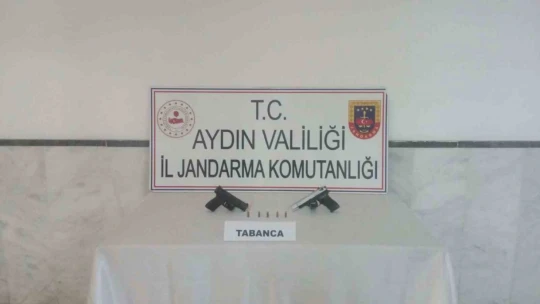 T.C.
AYDIN VALİLİĞİ
İL JANDARMA KOMUTANLIĞI
TABANCA